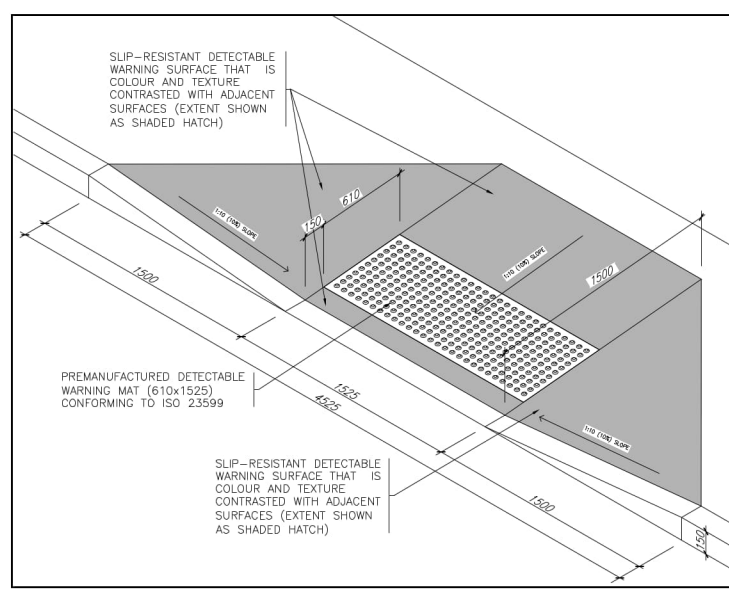 SLIP-RESISTANT DETECTABLE
WARNING SURFACE THAT IS
COLOUR AND TEXTURE
CONTRASTED WITH ADJACENT
SURFACES (EXTENT SHOWN
AS SHADED HATCH)
610
150
1:10 (10%) SLOPE
1:10 (10%) SLOPE
1500
1500
PREMANUFACTURED DETECTABLE
WARNING MAT (610x1525)
CONFORMING TO ISO 23599
1525
4525
1:10 (10%) SLOPE
SLIP-RESISTANT DETECTABLE
WARNING SURFACE THAT IS
COLOUR AND TEXTURE
CONTRASTED WITH ADJACENT
SURFACES (EXTENT SHOWN
AS SHADED HATCH)
1500
150